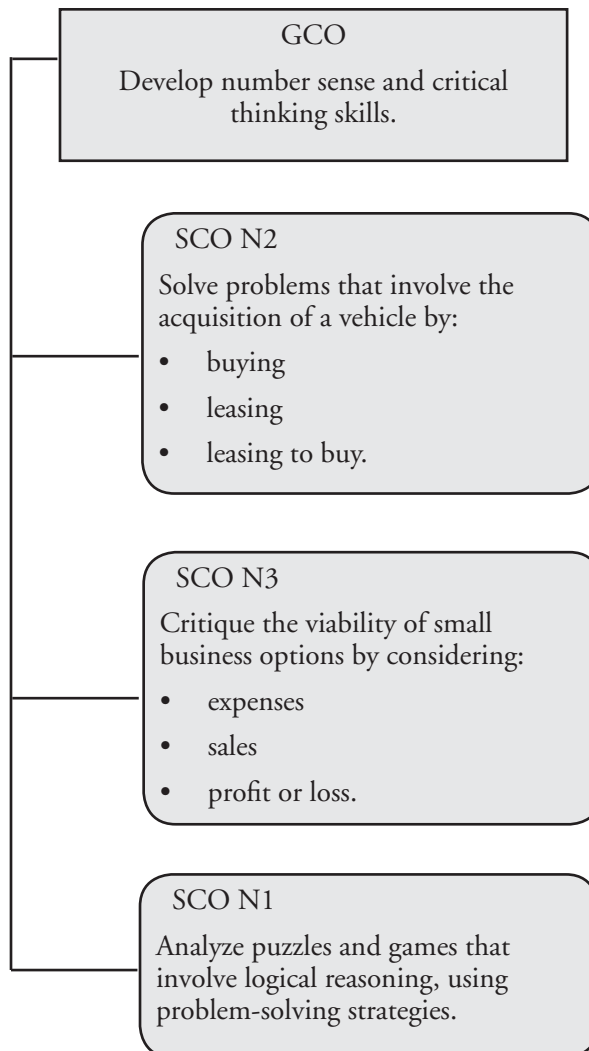 GCO
Develop number sense and critical
thinking skills.
SCO N2
Solve problems that involve the
acquisition of a vehicle by:
• buying
• leasing
• leasing to buy.
SCO N3
Critique the viability of small
business options by considering:
• expenses
• sales
• profit or loss.
SCO N1
Analyze puzzles and games that
involve logical reasoning, using
problem-solving strategies.